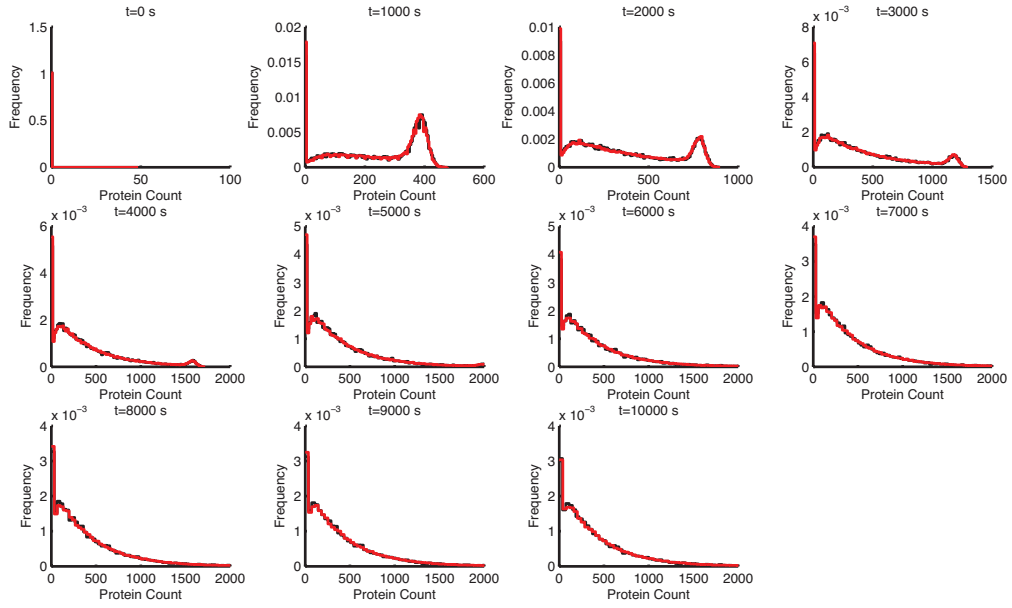 t=0 s
1.5
1
0.5
0
0 50 100
Frequency
Protein Count
t=1000 s
0.02
0.015
0.01
0.005
0
0 200 400 600
Frequency
Protein Count
t=2000 s
0.01
0.008
0.006
0.004
0.002
0
0 500 1000
Frequency
Protein Count
x 10⁻³
t=3000 s
8
6
4
2
0
0 500 1000 1500
Frequency
Protein Count
x 10⁻³
t=4000 s
6
4
2
0
0 500 1000 1500 2000
Frequency
Protein Count
x 10⁻³
t=5000 s
5
4
3
2
1
0
0 500 1000 1500 2000
Frequency
Protein Count
x 10⁻³
t=6000 s
5
4
3
2
1
0
0 500 1000 1500 2000
Frequency
Protein Count
x 10⁻³
t=7000 s
4
3
2
1
0
0 500 1000 1500 2000
Frequency
Protein Count
x 10⁻³
t=8000 s
4
3
2
1
0
0 500 1000 1500 2000
Frequency
Protein Count
x 10⁻³
t=9000 s
4
3
2
1
0
0 500 1000 1500 2000
Frequency
Protein Count
x 10⁻³
t=10000 s
4
3
2
1
0
0 500 1000 1500 2000
Frequency
Protein Count